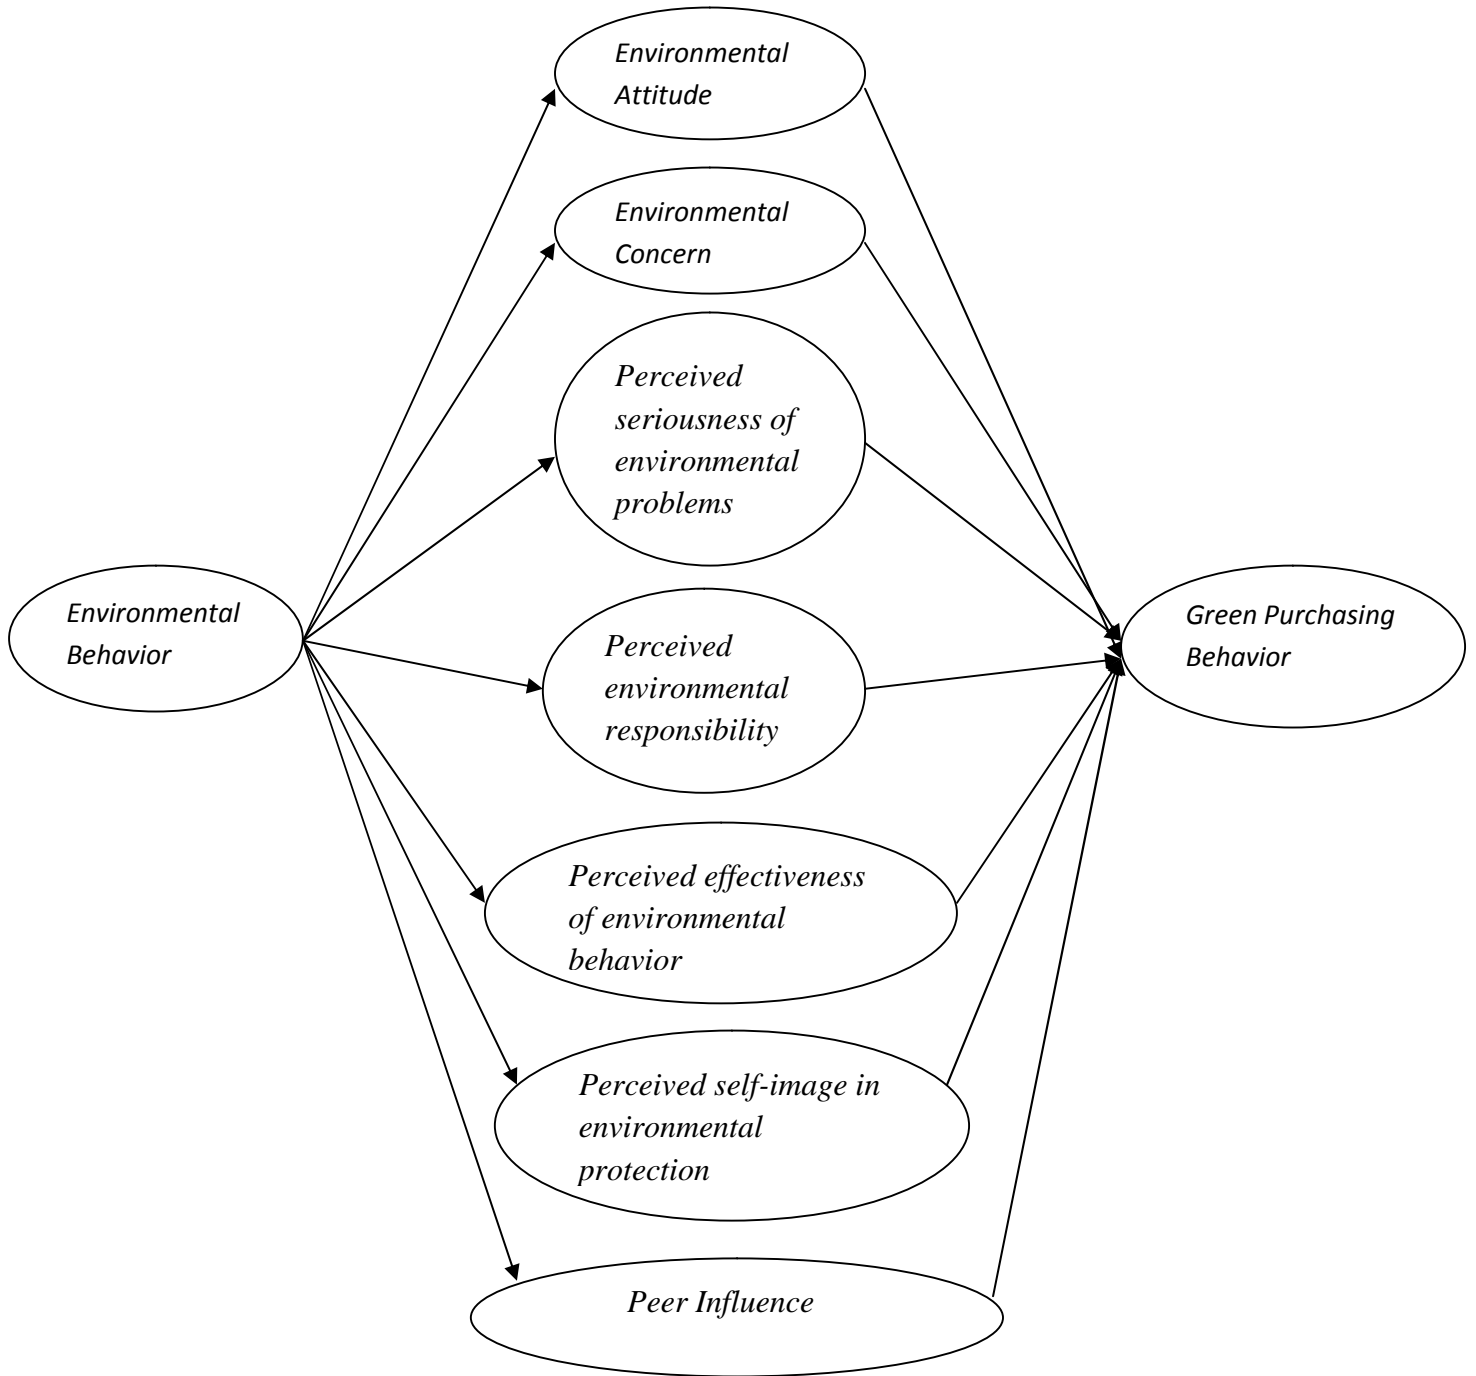 Environmental
Attitude
Environmental
Concern
Perceived
seriousness of
environmental
problems
Environmental
Behavior
Green Purchasing
Behavior
Perceived
environmental
responsibility
Perceived effectiveness
of environmental
behavior
Perceived self-image in
environmental
protection
Peer Influence